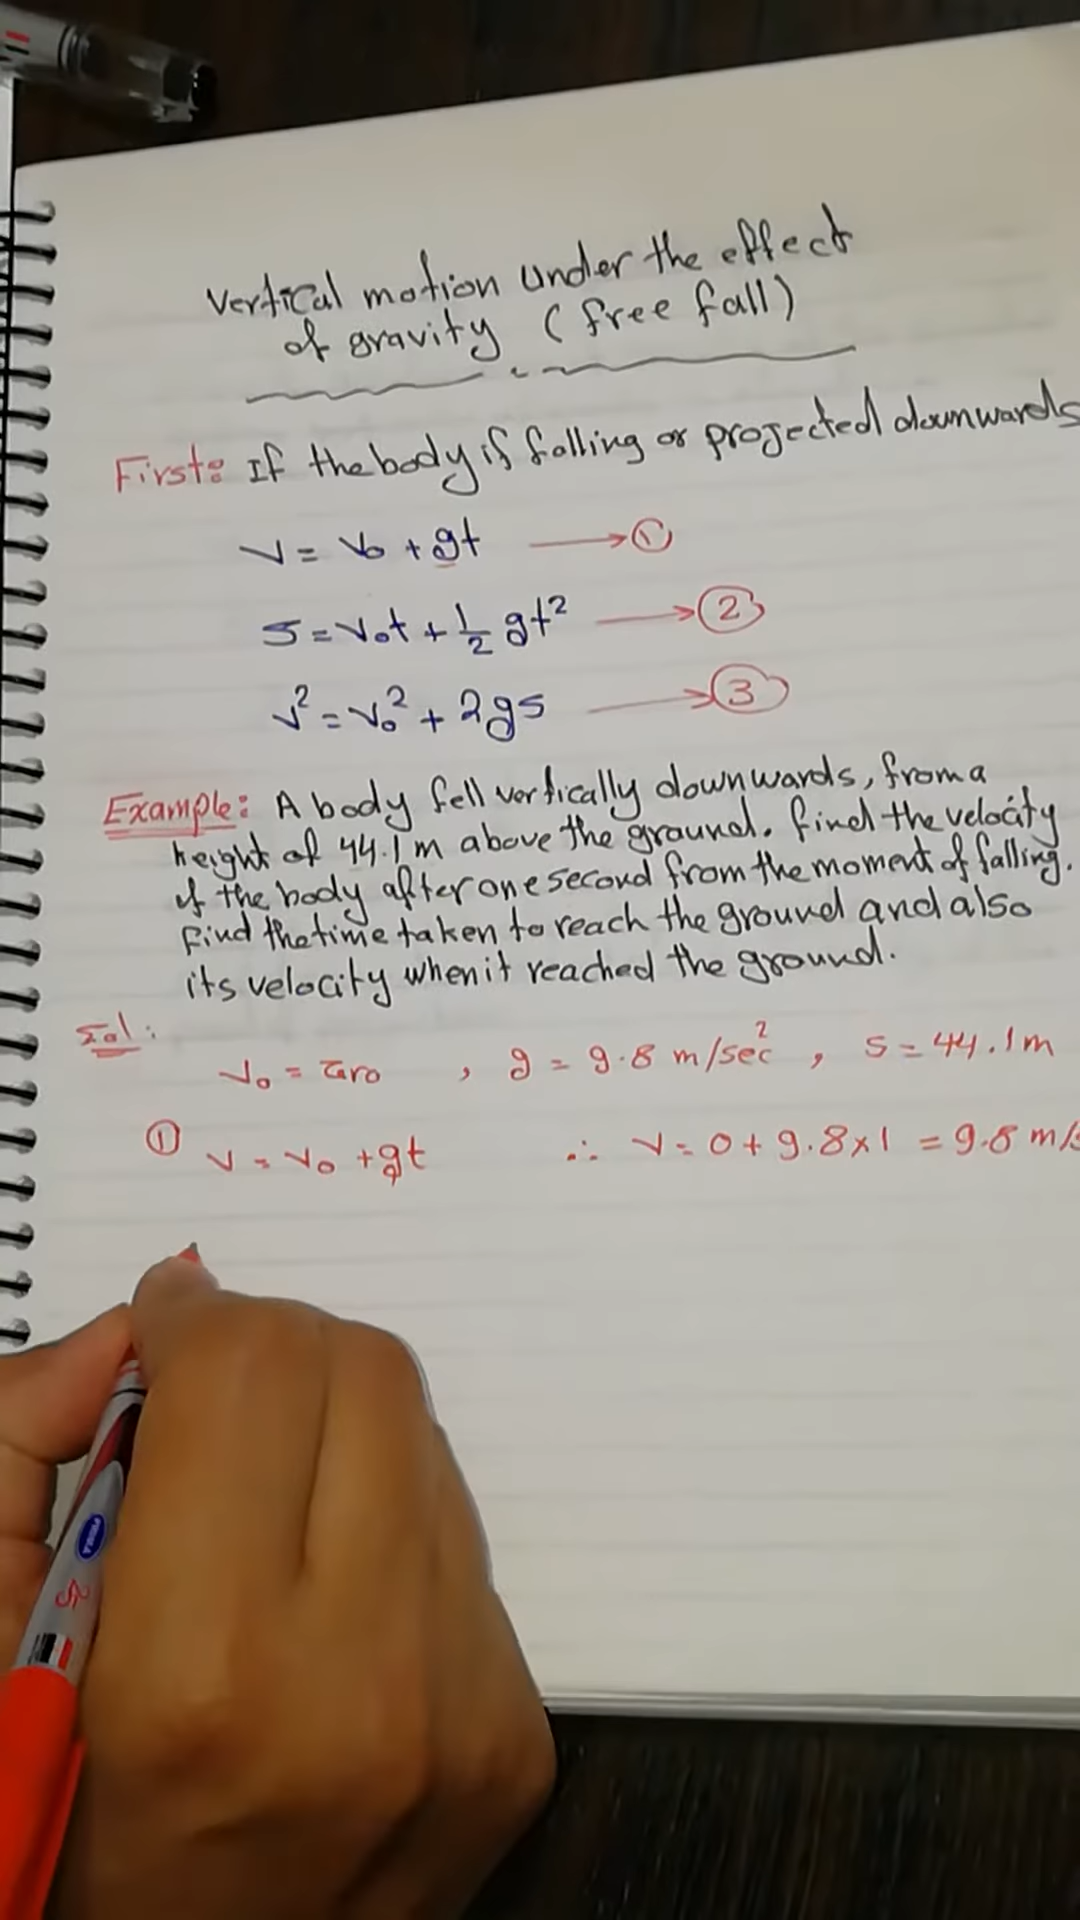 vertical motion under the effect
of gravity (free fall)
First: If the body if falling or projected downwards
v = v₀ + gt → ①
s = v₀t + 1/2 gt² → ②
v² = v₀² + 2gs → ③
Example: A body fell vertically downwards, from a
height of 44.1 m above the ground. find the velocity
of the body after one second from the moment of falling.
Find the time taken to reach the ground and also
its velocity when it reached the ground.
Sol:
v₀ = zero , g = 9.8 m/sec² , s = 44.1 m
① v = v₀ + gt ∴ v = 0 + 9.8 × 1 = 9.8 m/s
PRIMA